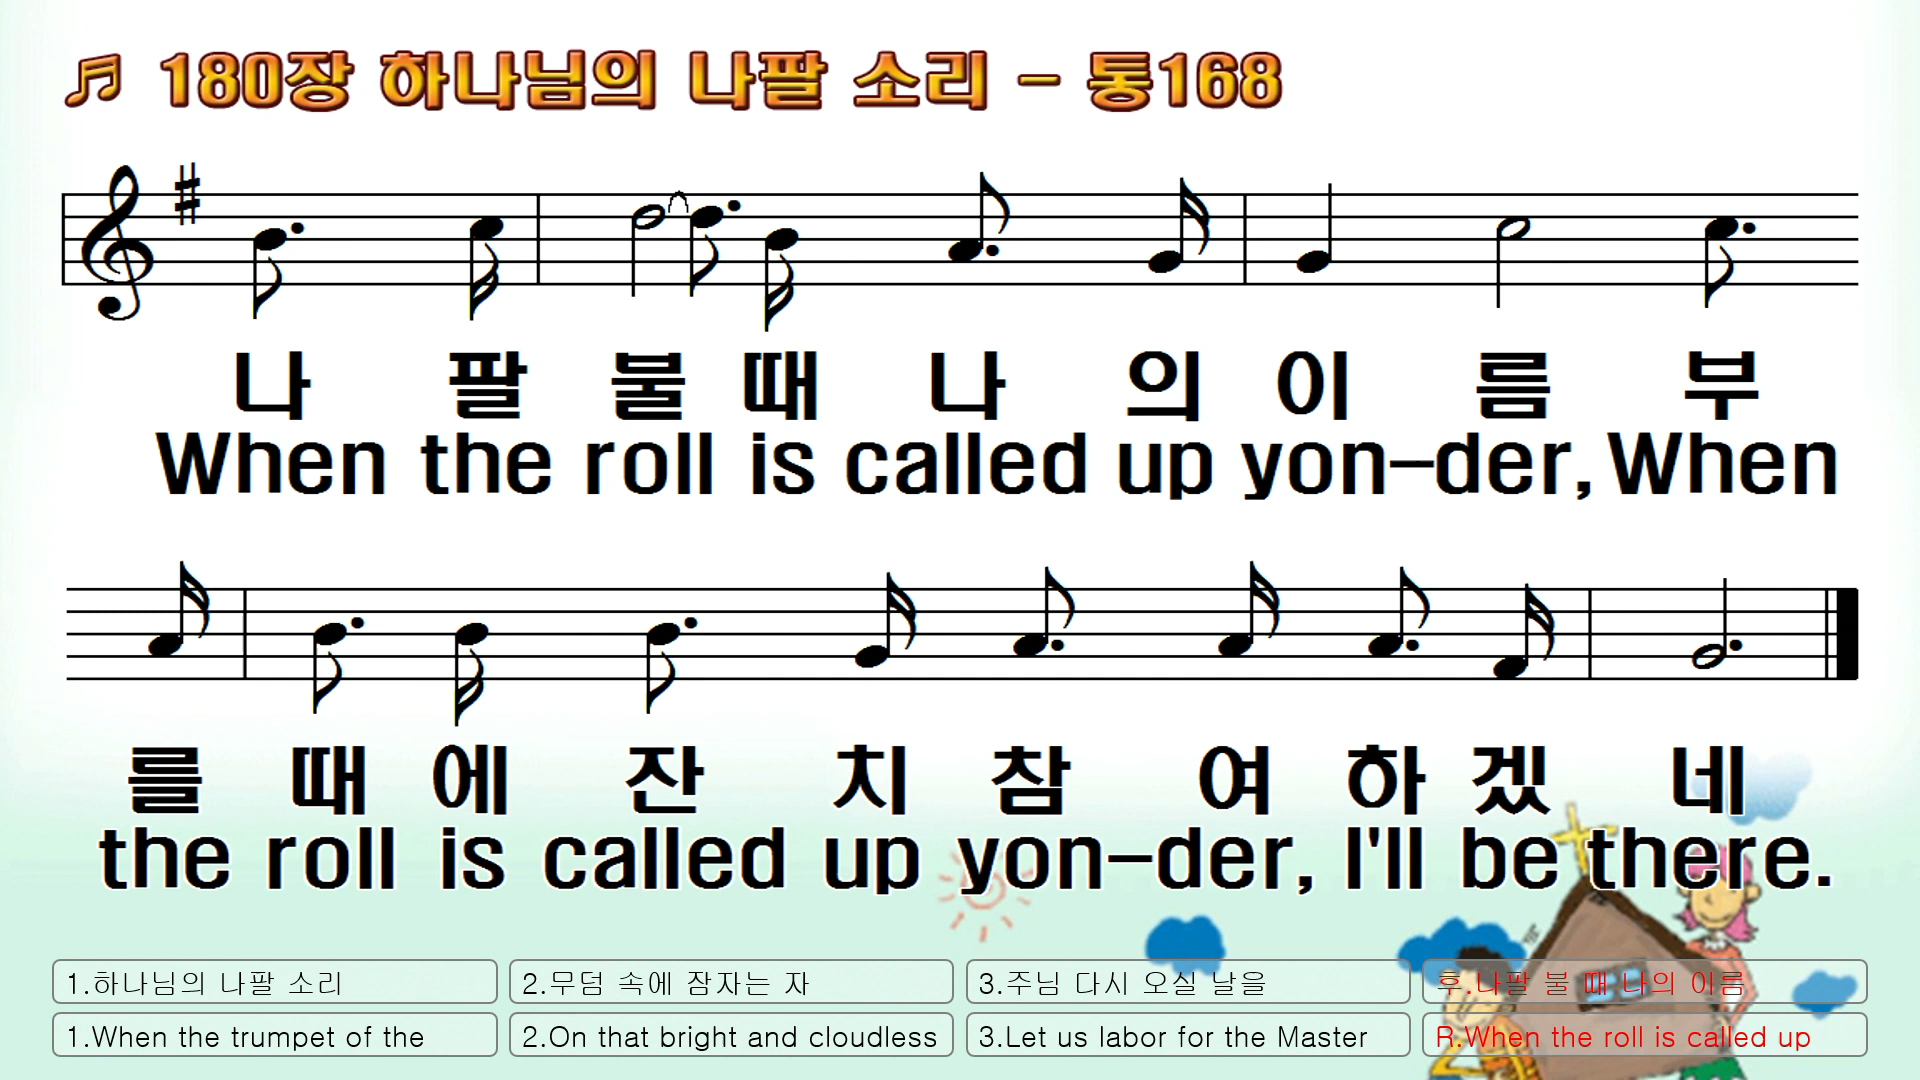 ♬ 180장 하나님의 나팔 소리 - 통168
나 팔 불 때 나 의 이 름 부
When the roll is called up yon-der, When
를 때 에 잔 치 참 여 하 겠 네
the roll is called up yon-der, I'll be there.
1.하나님의 나팔 소리 2.무덤 속에 잠자는 자 3.주님 다시 오실 날을 후.나팔 불 때 나의 이름
1.When the trumpet of the 2.On that bright and cloudless 3.Let us labor for the Master R.When the roll is called up